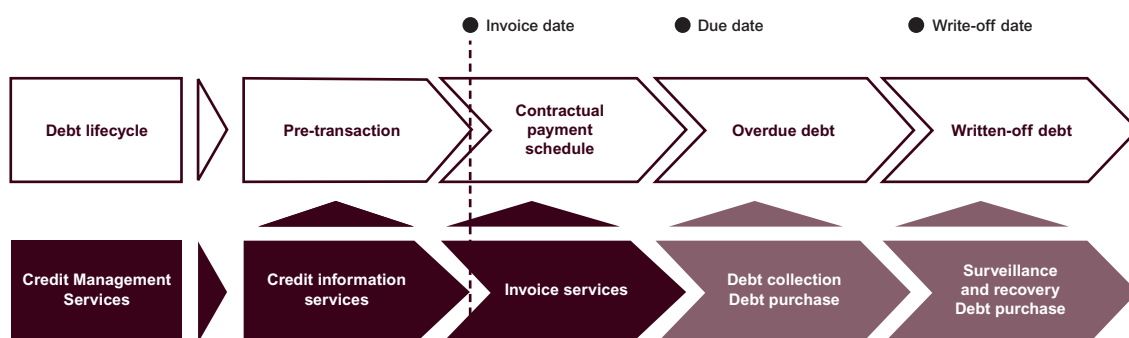 Invoice date
Due date
Write-off date
Debt lifecycle
Pre-transaction
Contractual
payment
schedule
Overdue debt
Written-off debt
Credit Management
Services
Credit information
services
Invoice services
Debt collection
Debt purchase
Surveillance
and recovery
Debt purchase